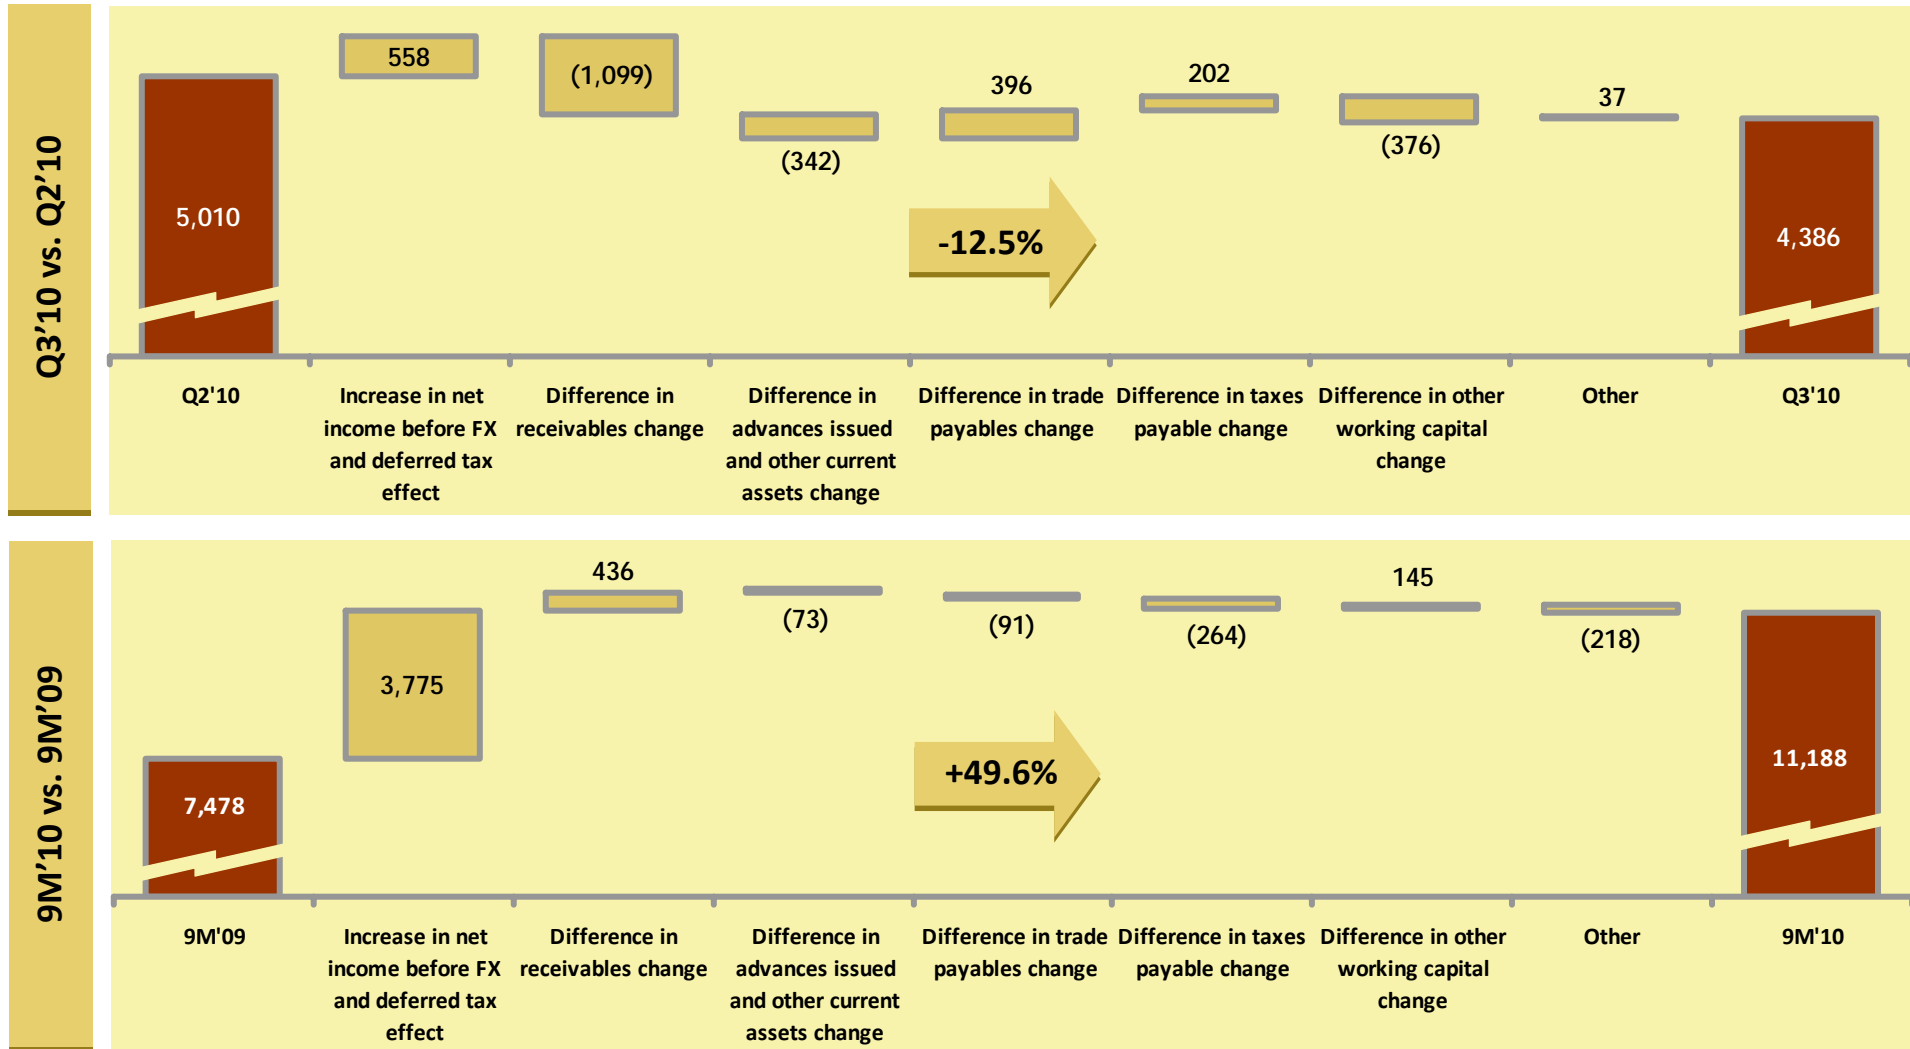 Q3’10 vs. Q2’10
558
(1,099)
(342)
396
202
(376)
37
5,010
-12.5%
4,386
Q2'10
Increase in net
income before FX
and deferred tax
effect
Difference in
receivables change
Difference in
advances issued
and other current
assets change
Difference in trade
payables change
Difference in taxes
payable change
Difference in other
working capital
change
Other
Q3'10
9M’10 vs. 9M’09
7,478
3,775
436
(73)
(91)
(264)
145
(218)
+49.6%
11,188
9M'09
Increase in net
income before FX
and deferred tax
effect
Difference in
receivables change
Difference in
advances issued
and other current
assets change
Difference in trade
payables change
Difference in taxes
payable change
Difference in other
working capital
change
Other
9M'10